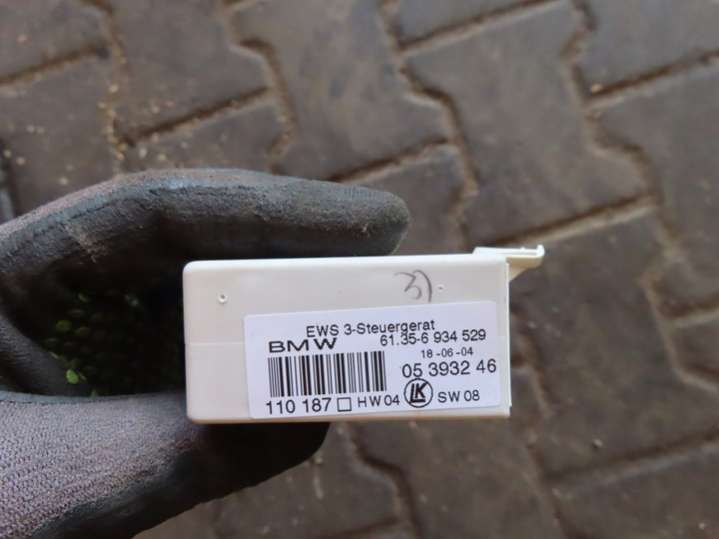 EWS 3-Steuergerat
BMW 61.35-6 934 529
18-06-04
05 3932 46
110 187 HW 04 LK SW 08